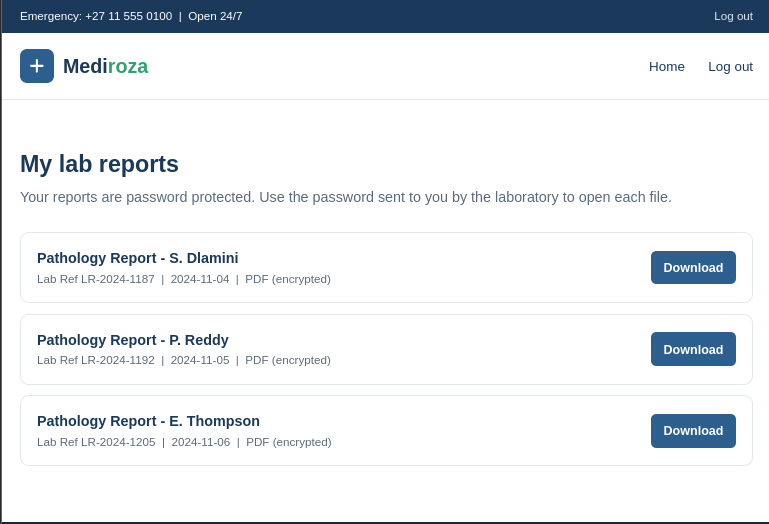 Emergency: +27 11 555 0100 | Open 24/7 Log out
Mediroza Home Log out
My lab reports
Your reports are password protected. Use the password sent to you by the laboratory to open each file.
Pathology Report - S. Dlamini
Lab Ref LR-2024-1187 | 2024-11-04 | PDF (encrypted)
Download
Pathology Report - P. Reddy
Lab Ref LR-2024-1192 | 2024-11-05 | PDF (encrypted)
Download
Pathology Report - E. Thompson
Lab Ref LR-2024-1205 | 2024-11-06 | PDF (encrypted)
Download